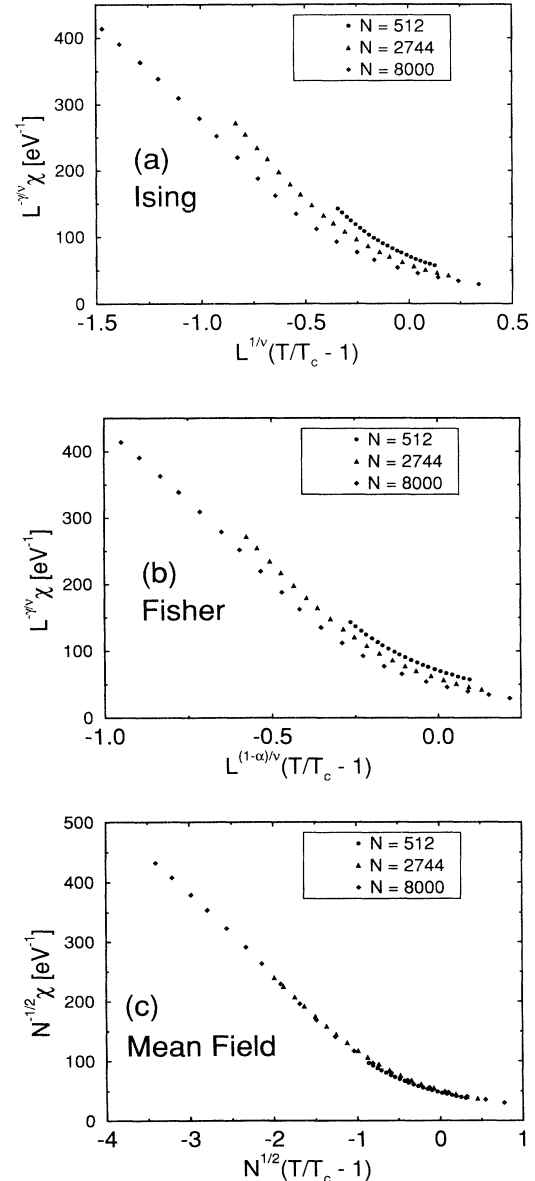 400
300
200
100
0
L^{-γ/ν}χ [eV^{-1}]
N = 512
N = 2744
N = 8000
(a)
Ising
-1.5 -1.0 -0.5 0.0 0.5
L^{1/ν}(T/T_c - 1)
400
300
200
100
0
L^{-γ/ν}χ [eV^{-1}]
N = 512
N = 2744
N = 8000
(b)
Fisher
-1.0 -0.5 0.0
L^{(1-α)/ν}(T/T_c - 1)
500
400
300
200
100
0
N^{-1/2}χ [eV^{-1}]
N = 512
N = 2744
N = 8000
(c)
Mean Field
-4 -3 -2 -1 0 1
N^{1/2}(T/T_c - 1)